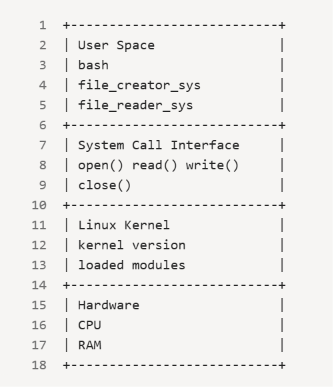 1 +--------------------------+
2 | User Space               |
3 | bash                     |
4 | file_creator_sys         |
5 | file_reader_sys          |
6 +--------------------------+
7 | System Call Interface    |
8 | open() read() write()    |
9 | close()                  |
10 +--------------------------+
11 | Linux Kernel             |
12 | kernel version           |
13 | loaded modules           |
14 +--------------------------+
15 | Hardware                 |
16 | CPU                      |
17 | RAM                      |
18 +--------------------------+